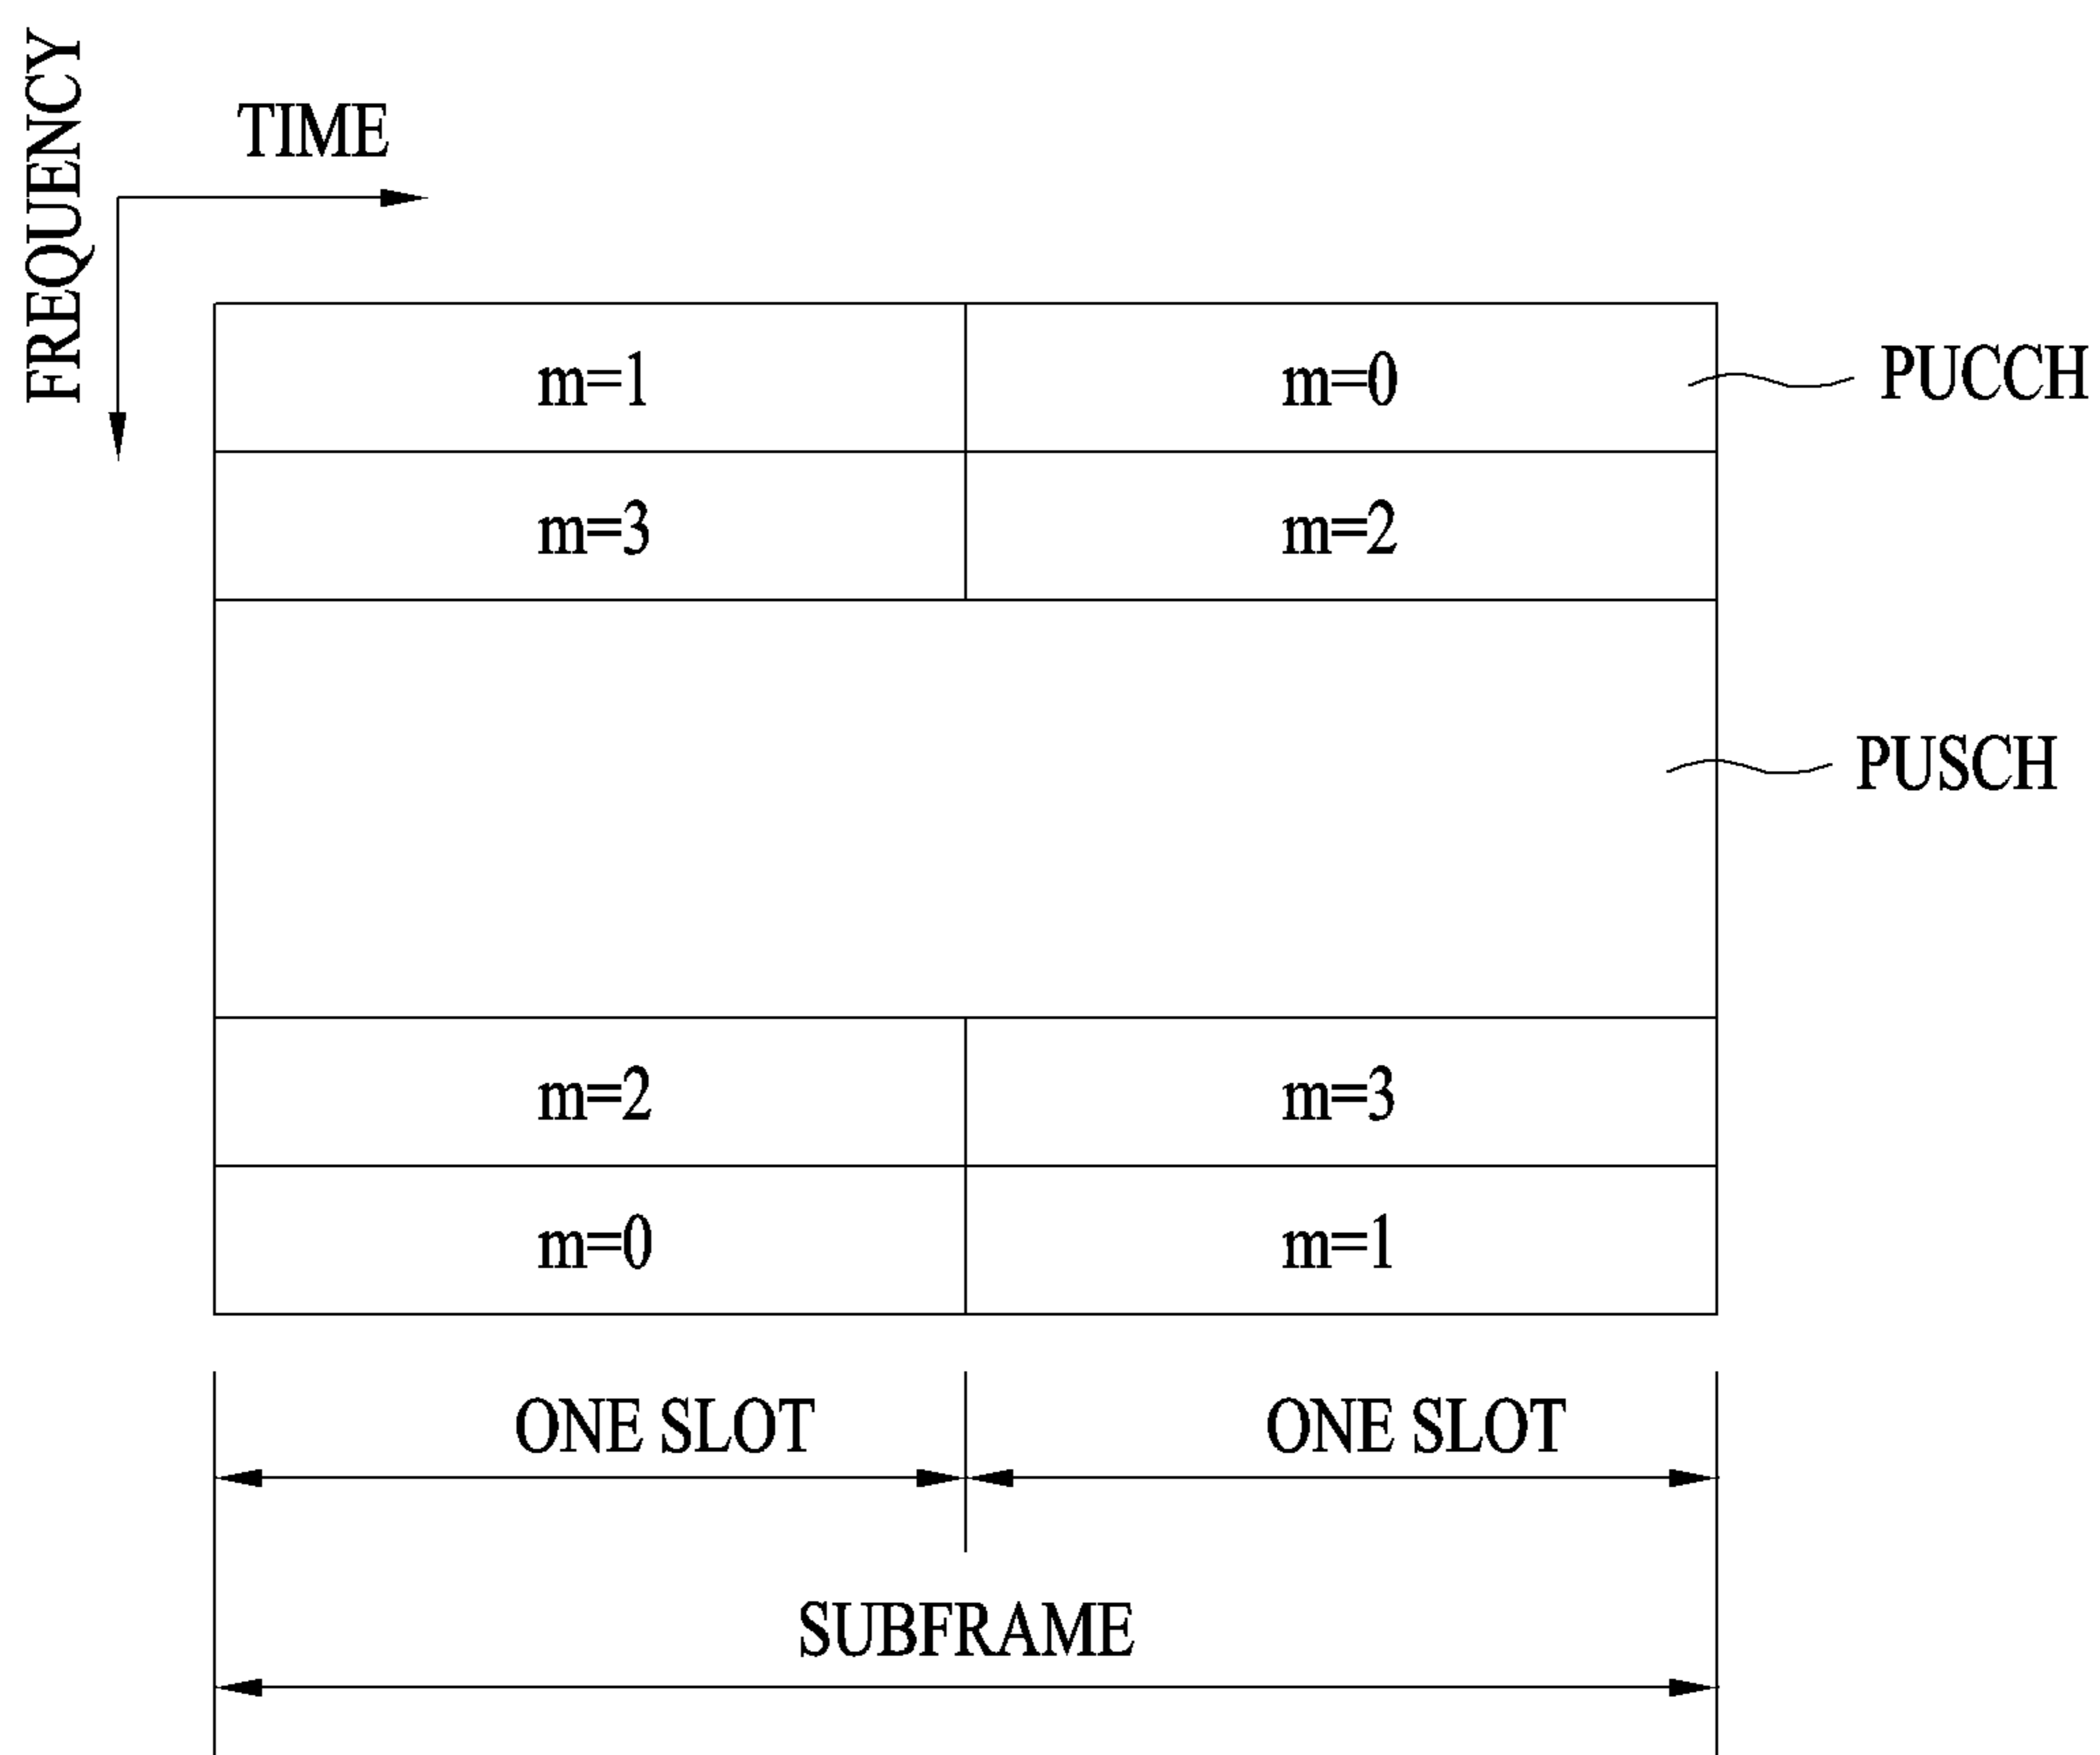 FREQUENCY
TIME
m=1 m=0 PUCCH
m=3 m=2
PUSCH
m=2 m=3
m=0 m=1
ONE SLOT ONE SLOT
SUBFRAME